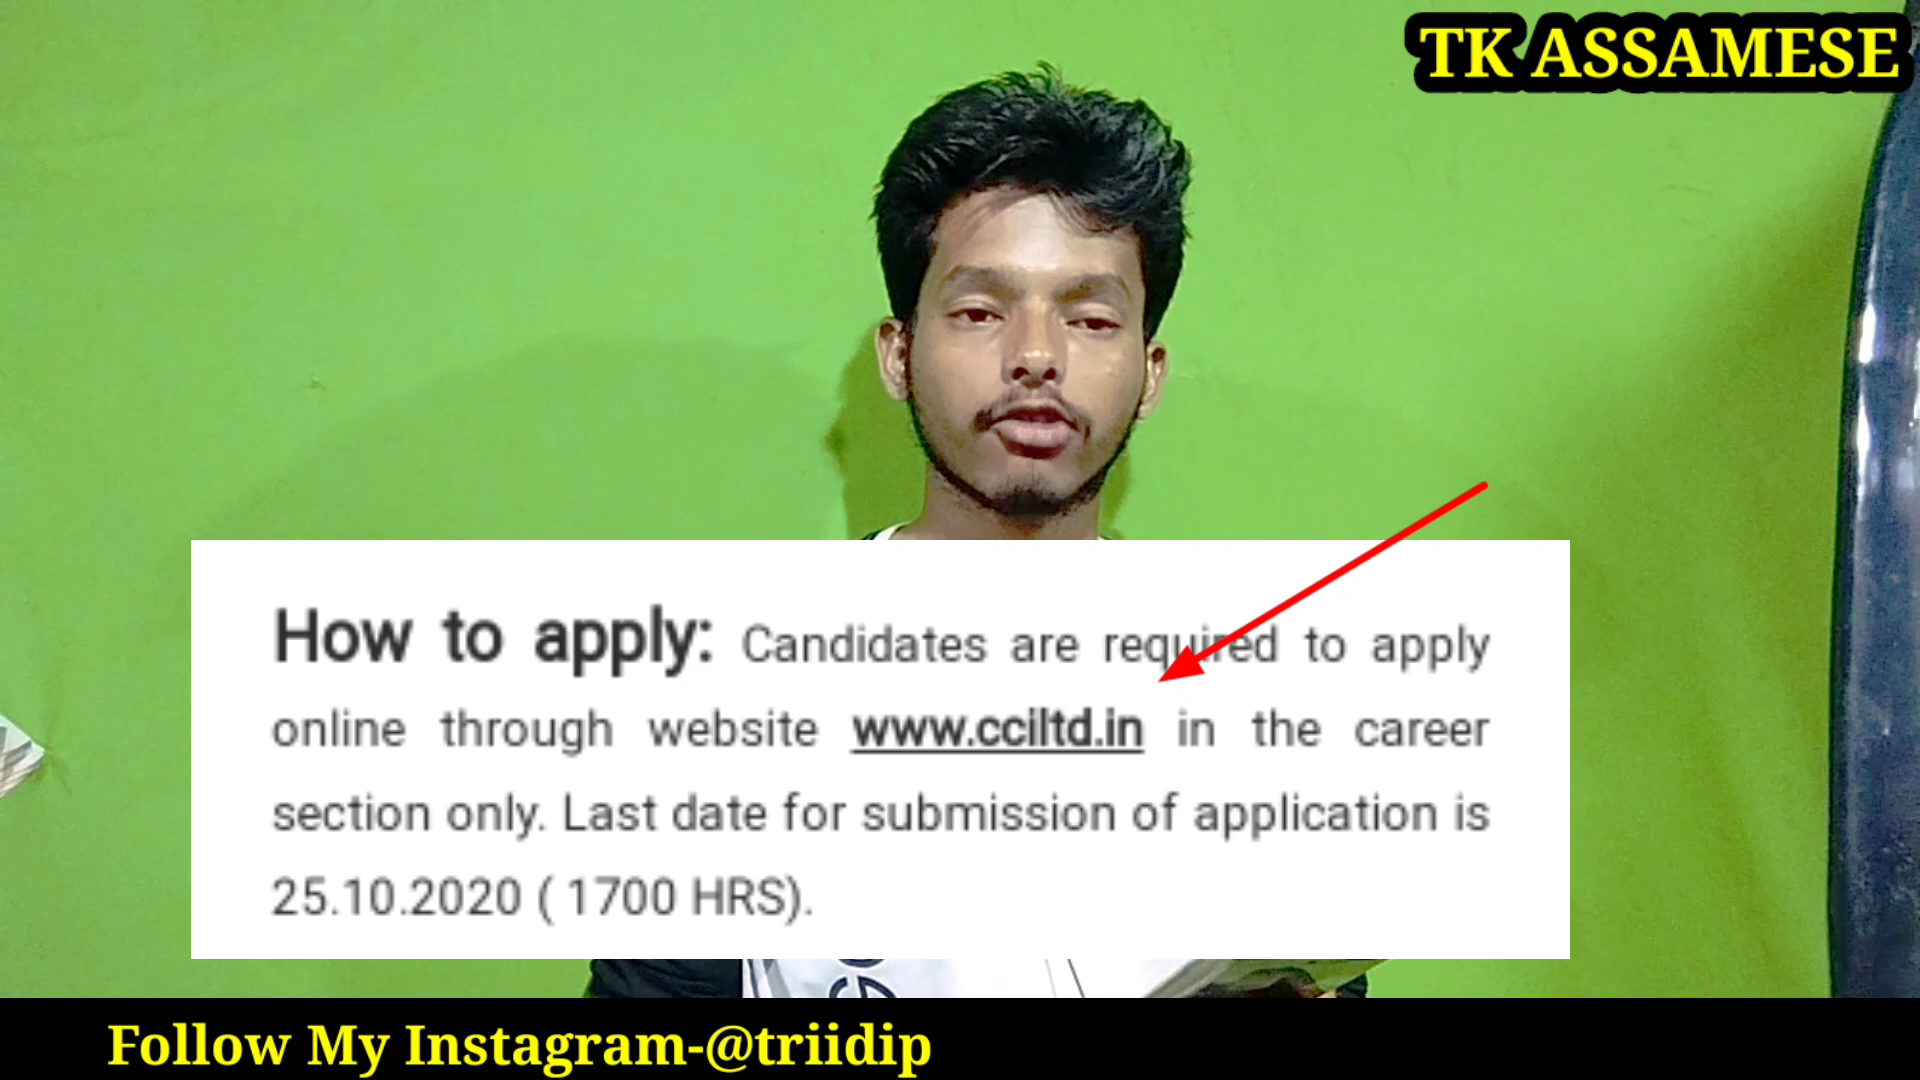 TK ASSAMESE
How to apply: Candidates are required to apply
online through website www.cciltd.in in the career
section only. Last date for submission of application is
25.10.2020 ( 1700 HRS).
Follow My Instagram-@triidip